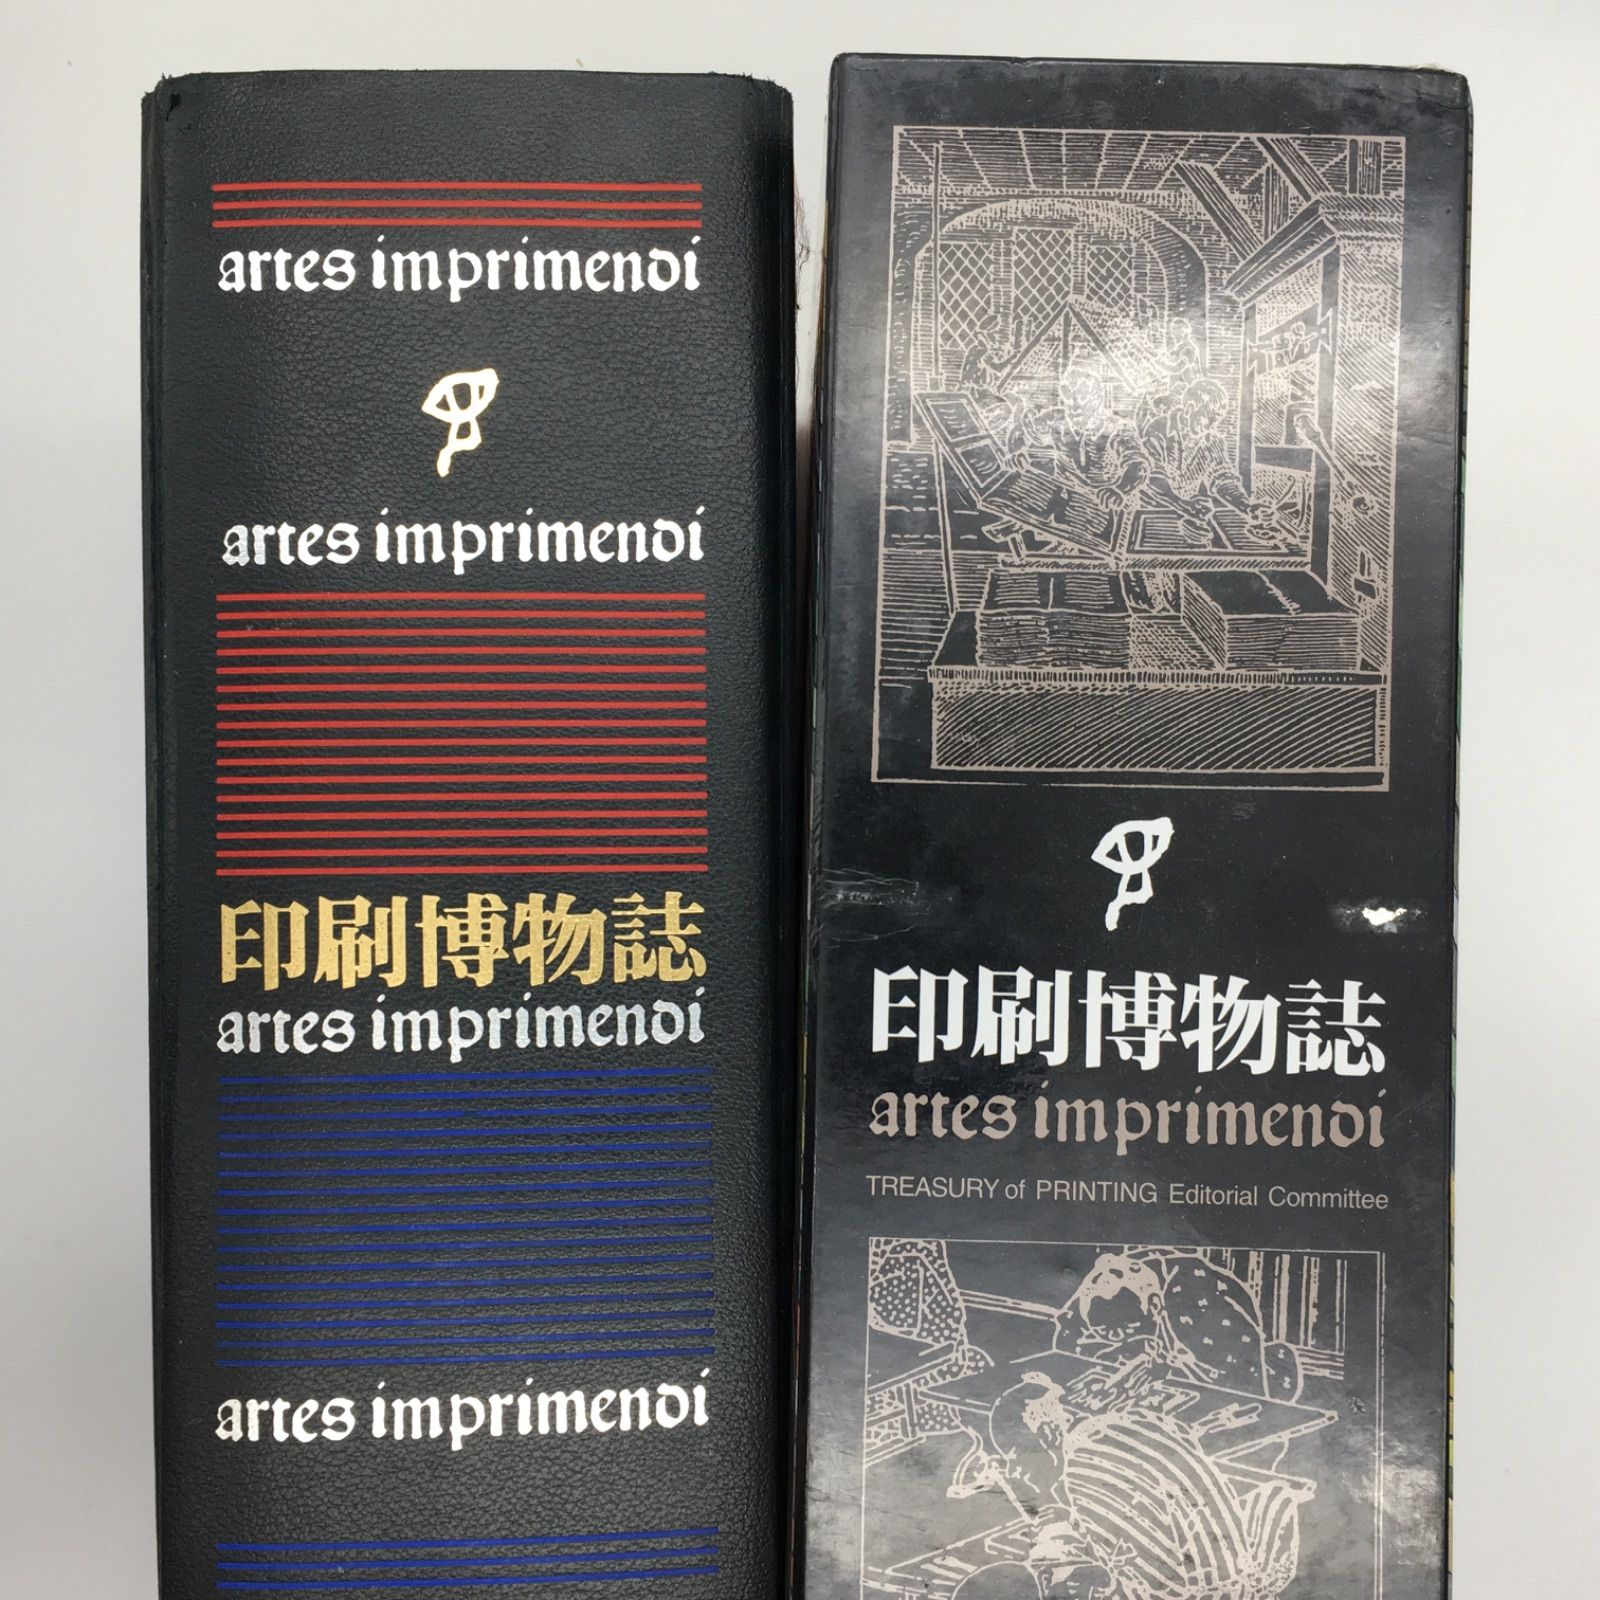 artes imprimendi
artes imprimendi
印刷博物誌
artes imprimendi
artes imprimendi
印刷博物誌
artes imprimendi
TREASURY of PRINTING Editorial Committee